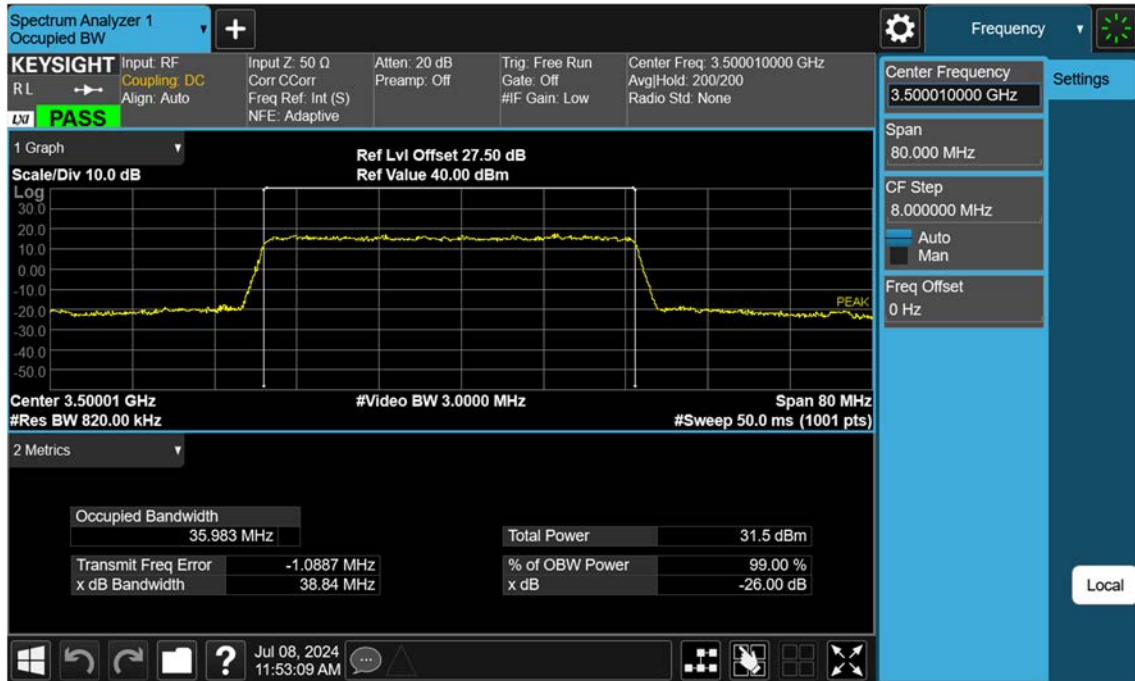 Spectrum Analyzer 1
Occupied BW
+
Frequency
KEYSIGHT
R L
LXI
PASS
Input: RF
Coupling: DC
Align: Auto
Input Z: 50 Ω
Corr CCorr
Freq Ref: Int (S)
NFE: Adaptive
Atten: 20 dB
Preamp: Off
Trig: Free Run
Gate: Off
#IF Gain: Low
Center Freq: 3.500010000 GHz
Avg|Hold: 200/200
Radio Std: None
1 Graph
Scale/Div 10.0 dB
Ref Lvl Offset 27.50 dB
Ref Value 40.00 dBm
Log
30.0
20.0
10.0
0.00
-10.0
-20.0
-30.0
-40.0
-50.0
PEAK
Center 3.50001 GHz
#Video BW 3.0000 MHz
Span 80 MHz
#Res BW 820.00 kHz
#Sweep 50.0 ms (1001 pts)
2 Metrics
Occupied Bandwidth
35.983 MHz
Transmit Freq Error -1.0887 MHz
x dB Bandwidth 38.84 MHz
Total Power 31.5 dBm
% of OBW Power 99.00 %
x dB -26.00 dB
Center Frequency
3.500010000 GHz
Settings
Span
80.000 MHz
CF Step
8.000000 MHz
Auto
Man
Freq Offset
0 Hz
Local
?
Jul 08, 2024
11:53:09 AM